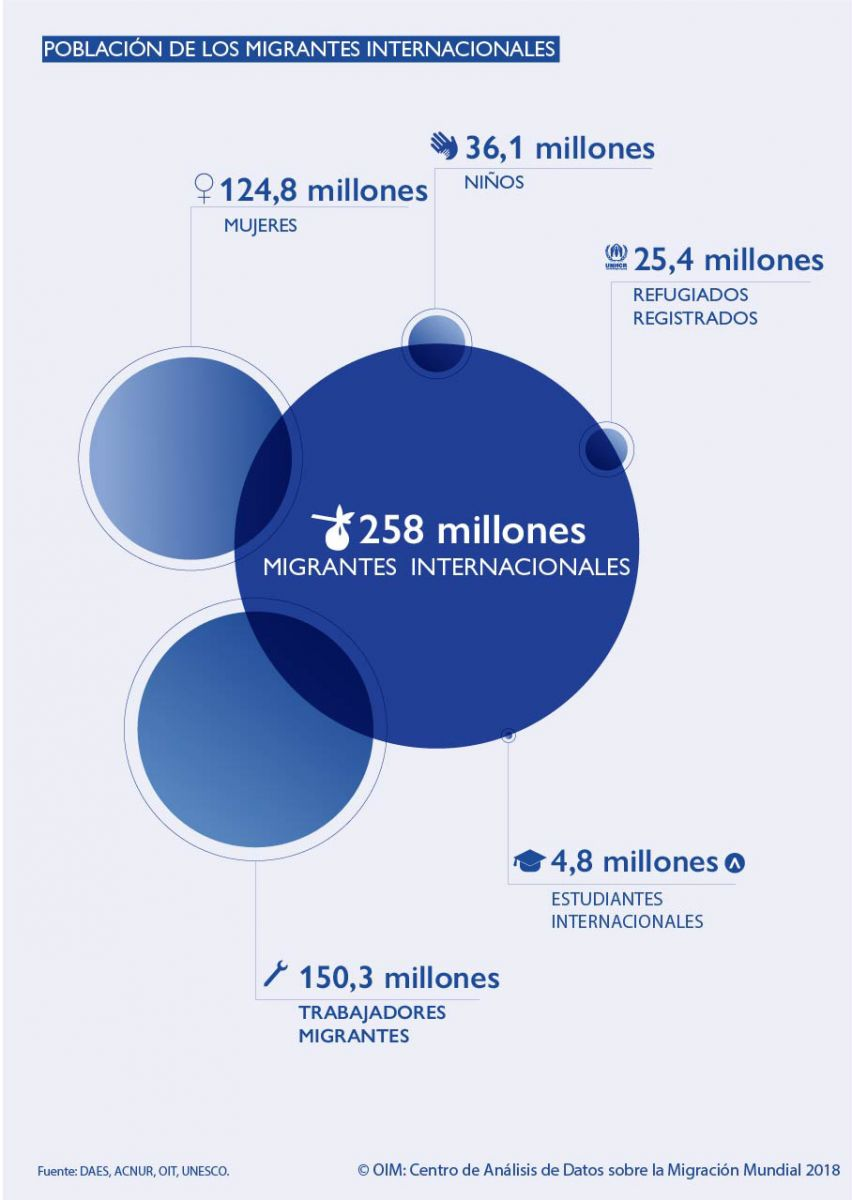 POBLACIÓN DE LOS MIGRANTES INTERNACIONALES
36,1 millones
NIÑOS
124,8 millones
MUJERES
UNHCR
25,4 millones
REFUGIADOS
REGISTRADOS
258 millones
MIGRANTES INTERNACIONALES
4,8 millones
ESTUDIANTES
INTERNACIONALES
150,3 millones
TRABAJADORES
MIGRANTES
Fuente: DAES, ACNUR, OIT, UNESCO.
© OIM: Centro de Análisis de Datos sobre la Migración Mundial 2018